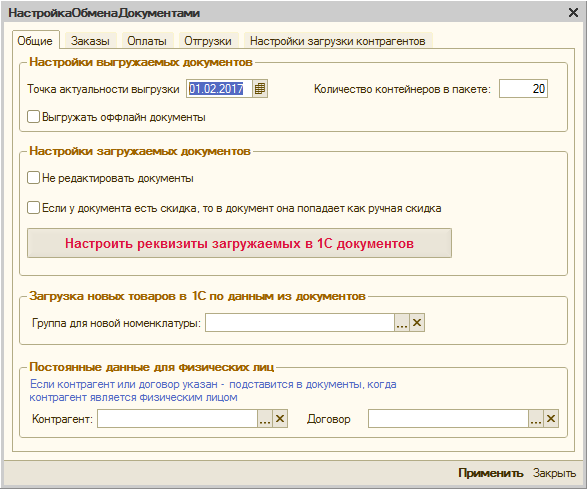 НастройкаОбменаДокументами
Общие Заказы Оплаты Отгрузки Настройки загрузки контрагентов
Настройки выгружаемых документов
Точка актуальности выгрузки 01.02.2017 Количество контейнеров в пакете: 20
Выгружать оффлайн документы
Настройки загружаемых документов
Не редактировать документы
Если у документа есть скидка, то в документ она попадает как ручная скидка
Настроить реквизиты загружаемых в 1С документов
Загрузка новых товаров в 1С по данным из документов
Группа для новой номенклатуры: ...
Постоянные данные для физических лиц
Если контрагент или договор указан - подставится в документы, когда
контрагент является физическим лицом
Контрагент: ... Договор ...
Применить Закрыть